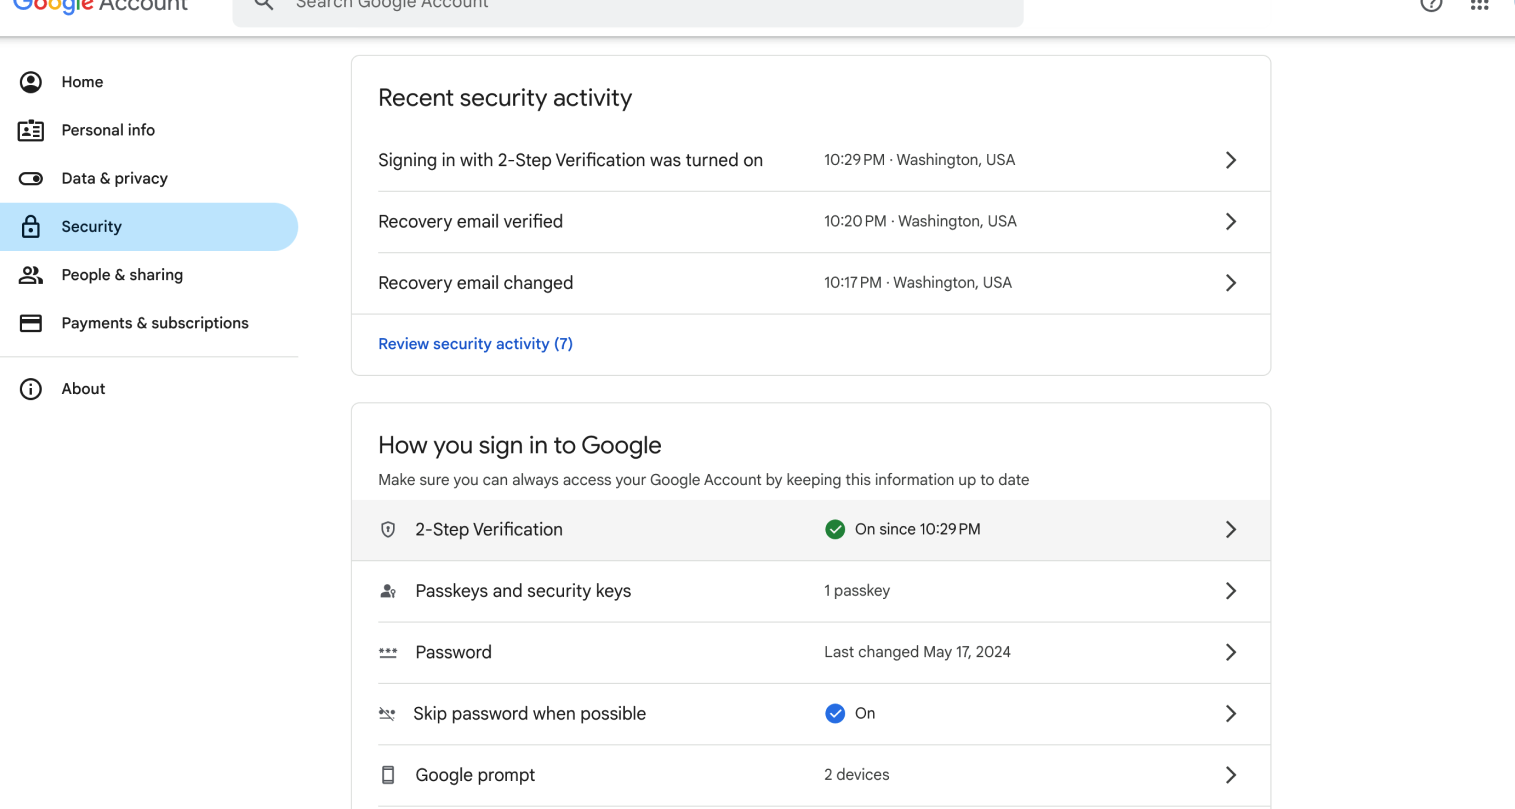 Google Account
Search Google Account
Home
Personal info
Data & privacy
Security
People & sharing
Payments & subscriptions
About
Recent security activity
Signing in with 2-Step Verification was turned on
10:29 PM · Washington, USA
Recovery email verified
10:20 PM · Washington, USA
Recovery email changed
10:17 PM · Washington, USA
Review security activity (7)
How you sign in to Google
Make sure you can always access your Google Account by keeping this information up to date
2-Step Verification
On since 10:29 PM
Passkeys and security keys
1 passkey
Password
Last changed May 17, 2024
Skip password when possible
On
Google prompt
2 devices